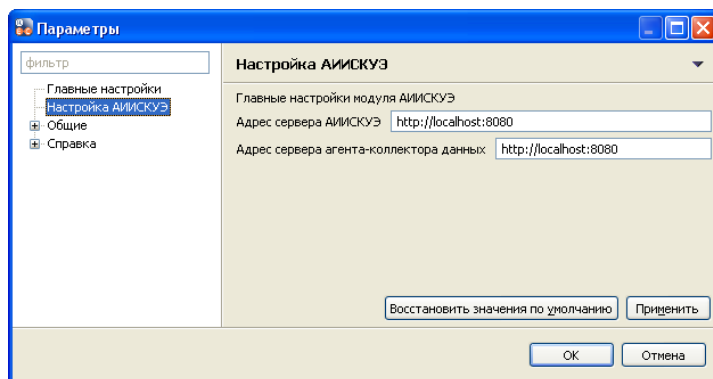 Параметры
фильтр
Главные настройки
Настройка АИИСКУЭ
Общие
Справка
Настройка АИИСКУЭ
Главные настройки модуля АИИСКУЭ
Адрес сервера АИИСКУЭ http://localhost:8080
Адрес сервера агента-коллектора данных http://localhost:8080
Восстановить значения по умолчанию Применить
ОК Отмена